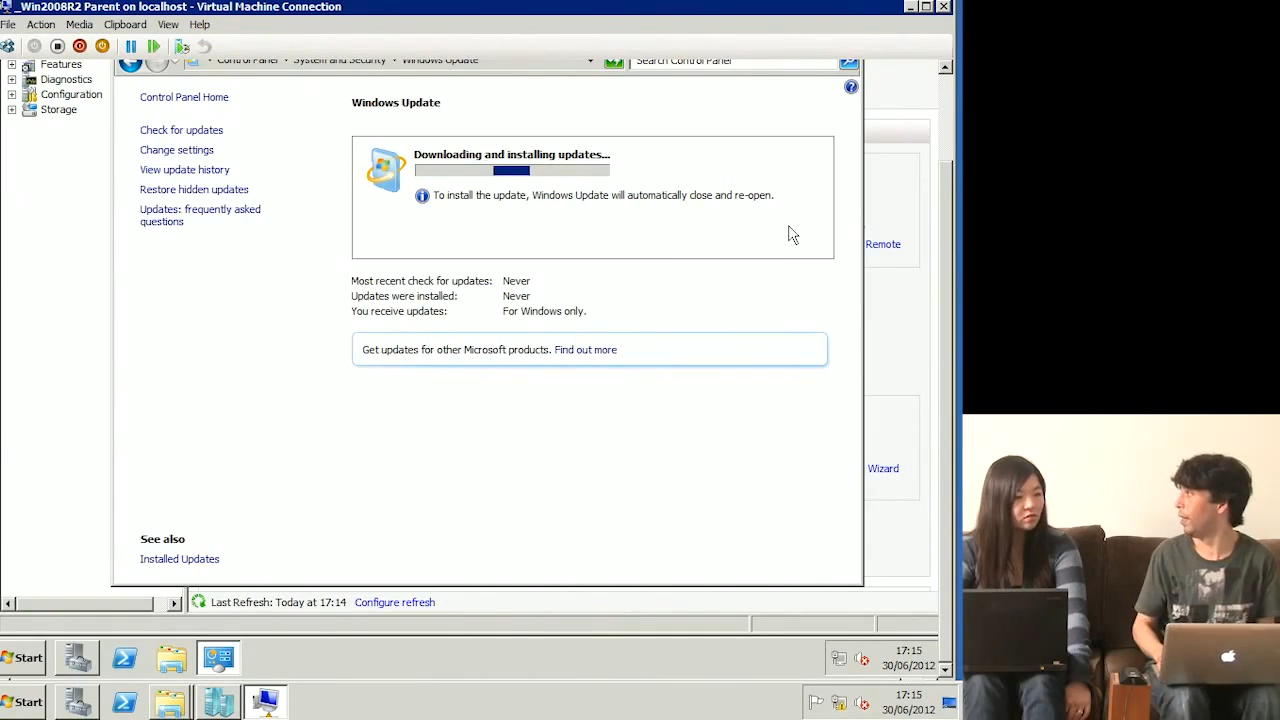 _Win2008R2 Parent on localhost - Virtual Machine Connection
File Action Media Clipboard View Help
Control Panel System and Security Windows Update
Search Control Panel
Features
Diagnostics
Configuration
Storage
Control Panel Home
Check for updates
Change settings
View update history
Restore hidden updates
Updates: frequently asked
questions
Windows Update
Downloading and installing updates...
To install the update, Windows Update will automatically close and re-open.
Most recent check for updates: Never
Updates were installed: Never
You receive updates: For Windows only.
Get updates for other Microsoft products. Find out more
Remote
Wizard
See also
Installed Updates
Last Refresh: Today at 17:14 Configure refresh
Start
17:15
30/06/2012
Start
17:15
30/06/2012